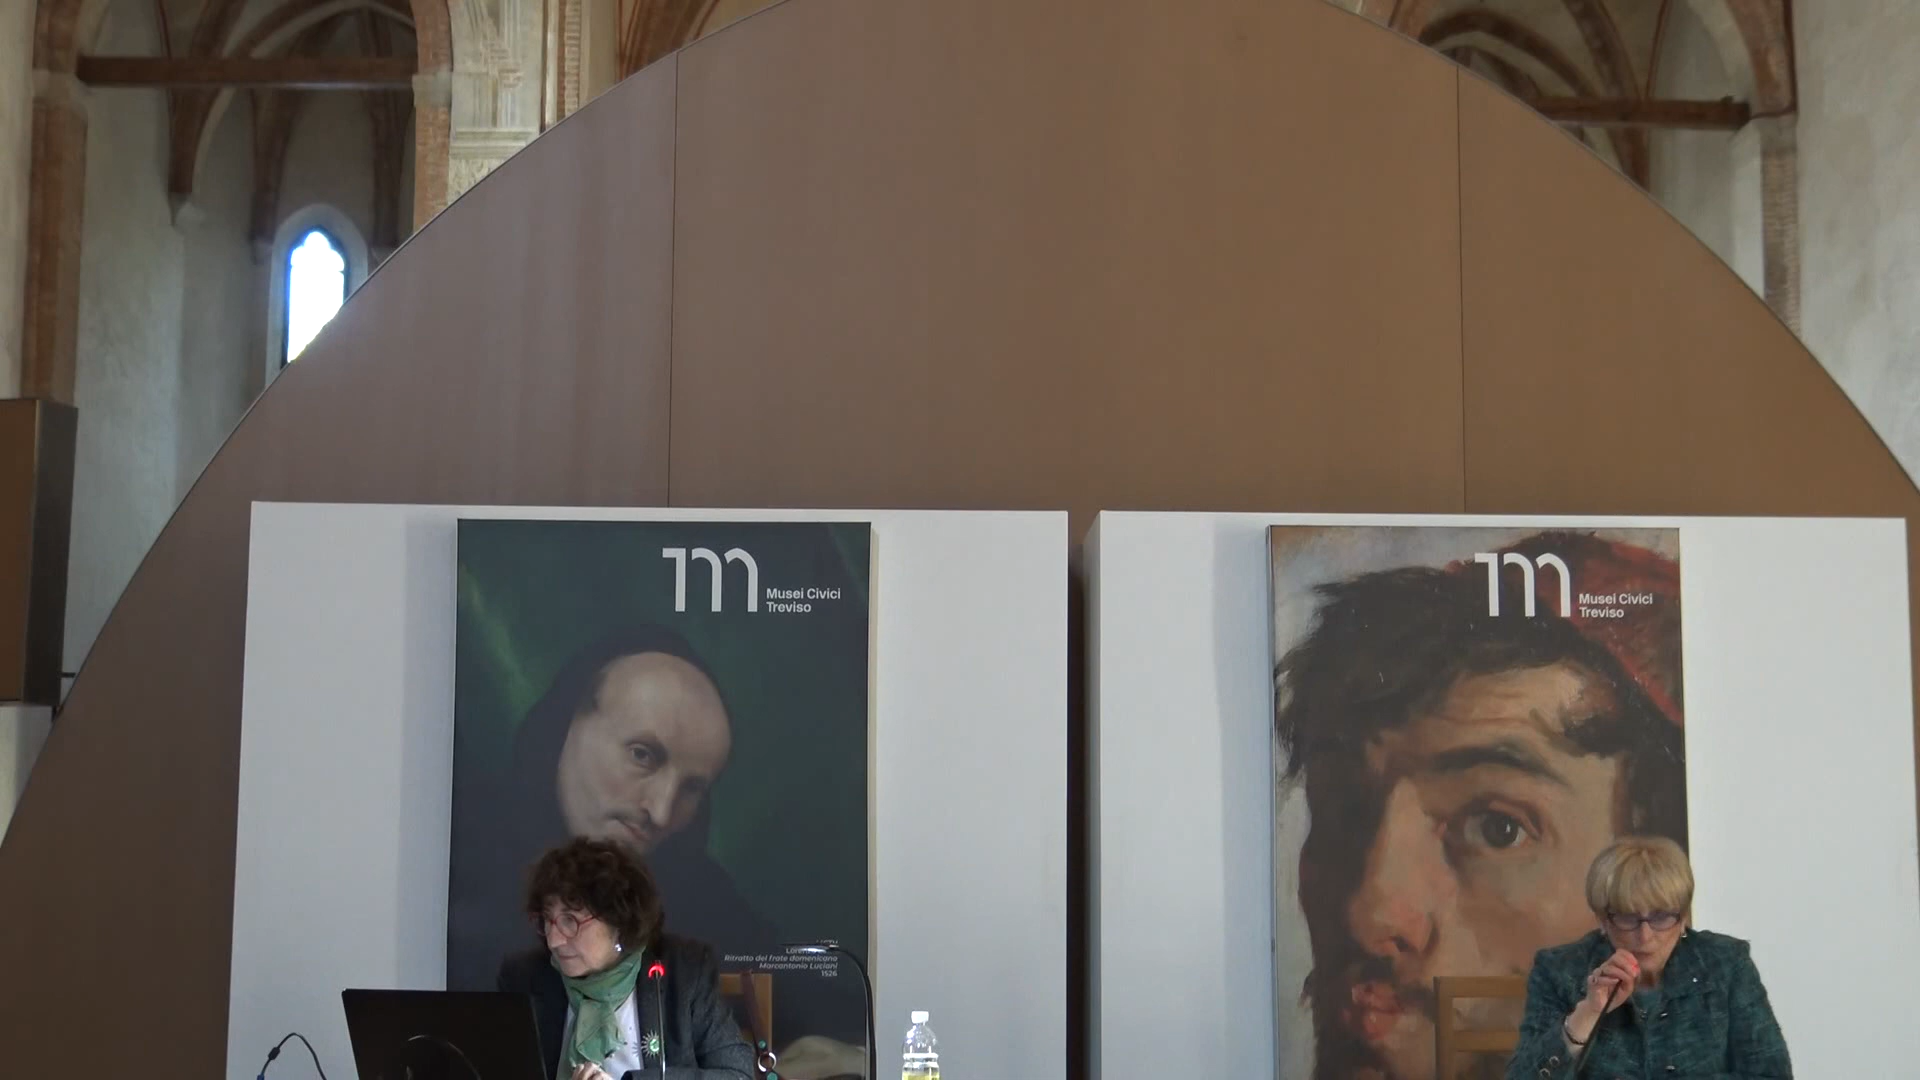 m Musei Civici
Treviso
Ritratto del frate domenicano
Marcantonio Luciani
1526
m Musei Civici
Treviso